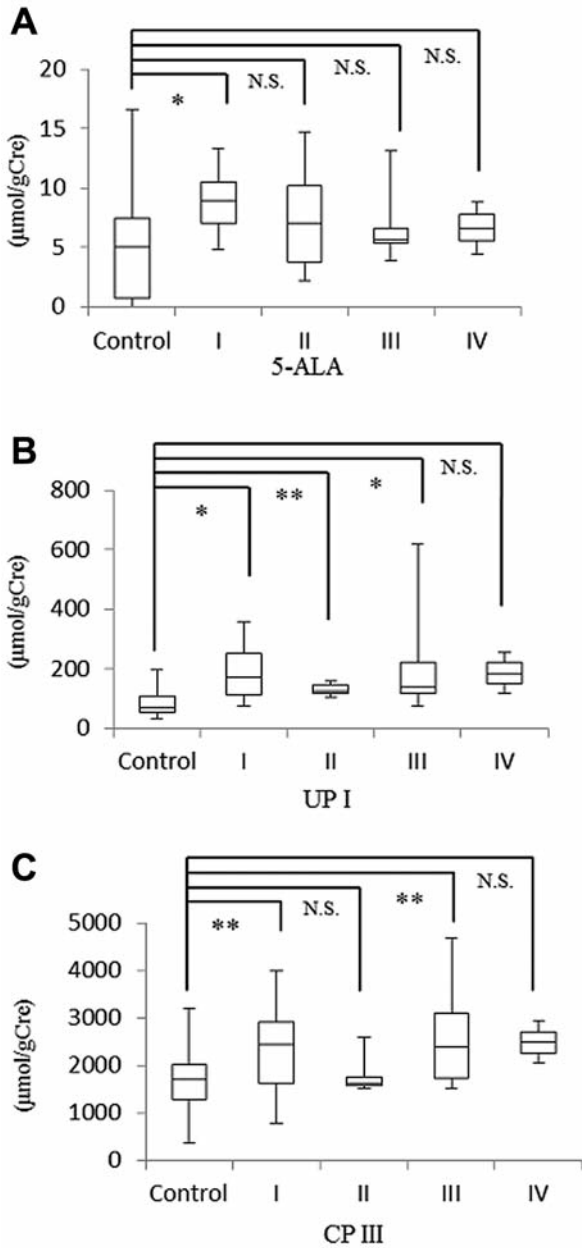 A
N.S.
N.S.
N.S.
*
20
15
10
5
0
(μmol/gCre)
Control I II III IV
5-ALA
B
N.S.
*
**
*
800
600
400
200
0
(μmol/gCre)
Control I II III IV
UP I
C
N.S.
**
N.S.
**
5000
4000
3000
2000
1000
0
(μmol/gCre)
Control I II III IV
CP III